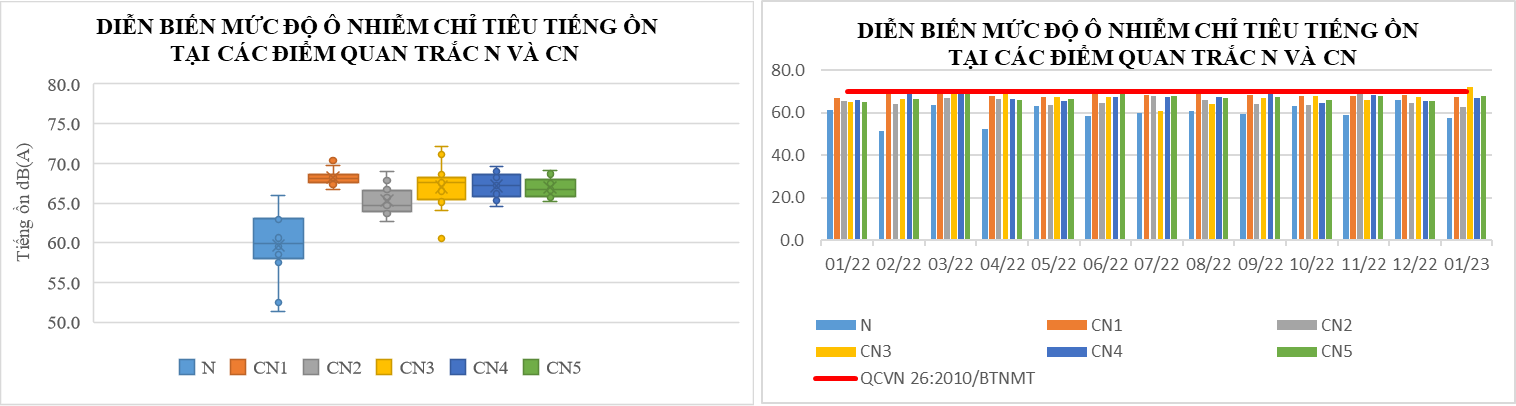 DIỄN BIẾN MỨC ĐỘ Ô NHIỄM CHỈ TIÊU TIẾNG ỒN
TẠI CÁC ĐIỂM QUAN TRẮC N VÀ CN
80.0
75.0
70.0
65.0
60.0
55.0
50.0
Tiếng ồn dB(A)
N CN1 CN2 CN3 CN4 CN5
DIỄN BIẾN MỨC ĐỘ Ô NHIỄM CHỈ TIÊU TIẾNG ỒN
TẠI CÁC ĐIỂM QUAN TRẮC N VÀ CN
80.0
60.0
40.0
20.0
0.0
01/22 02/22 03/22 04/22 05/22 06/22 07/22 08/22 09/22 10/22 11/22 12/22 01/23
N CN1 CN2
CN3 CN4 CN5
QCVN 26:2010/BTNMT